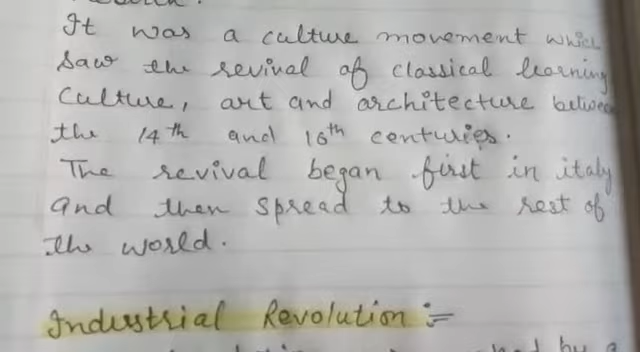 It was a culture movement which
saw the revival of classical learning
culture, art and architecture between
the 14th and 16th centuries.
The revival began first in italy
and then spread to the rest of
the world.
Industrial Revolution :=
by a